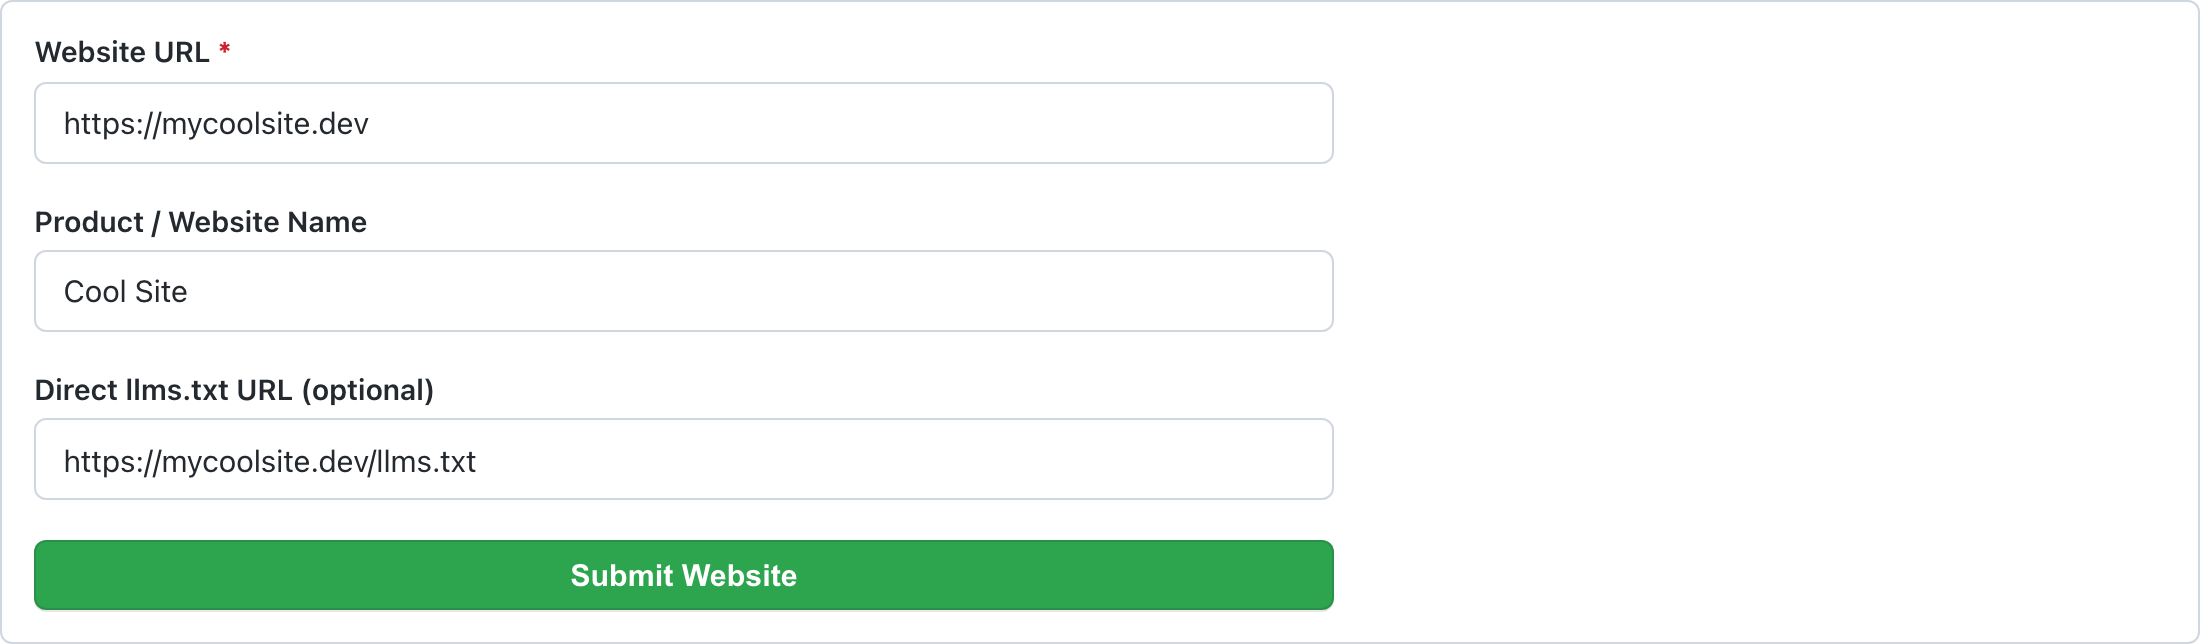 Website URL *
https://mycoolsite.dev
Product / Website Name
Cool Site
Direct llms.txt URL (optional)
https://mycoolsite.dev/llms.txt
Submit Website